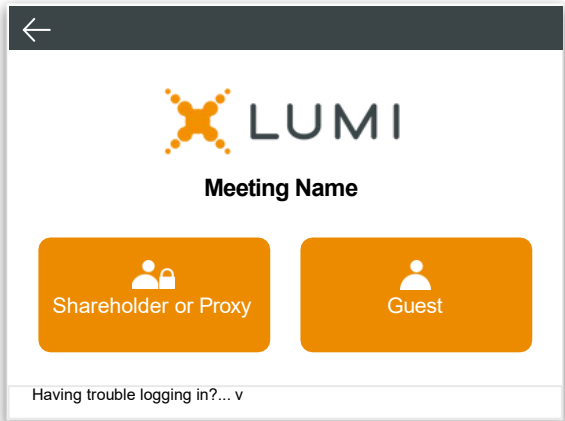 LUMI
Meeting Name
Shareholder or Proxy
Guest
Having trouble logging in?... v